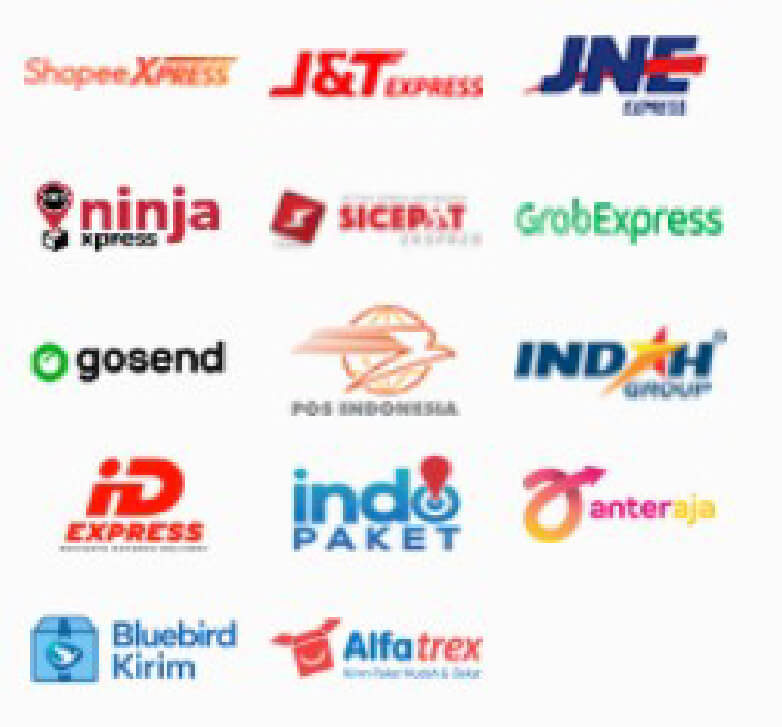 ShopeeXPRESS
J&T EXPRESS
JNE
EXPRESS
ninja
xpress
SICEPAT
EKSPRES
GrabExpress
gosend
POS INDONESIA
INDAH
GROUP
iD
EXPRESS
indo
PAKET
anteraja
Bluebird
Kirim
Alfatrex